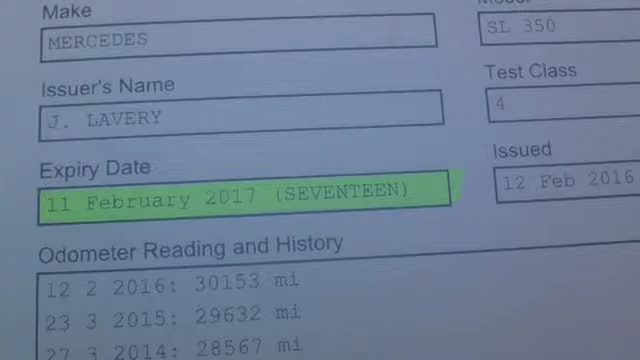 Make
MERCEDES
Model
SL 350
Issuer's Name
J. LAVERY
Test Class
4
Expiry Date
11 February 2017 (SEVENTEEN)
Issued
12 Feb 2016
Odometer Reading and History
12 2 2016: 30153 mi
23 3 2015: 29632 mi
27 3 2014: 28567 mi